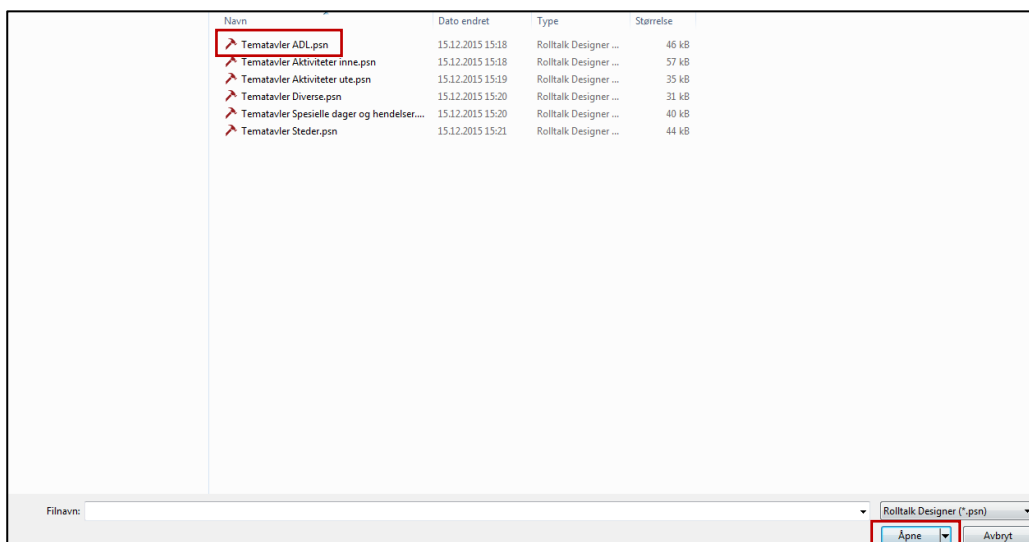 Navn Dato endret Type Størrelse
Tematavler ADL.psn 15.12.2015 15:18 Rolltalk Designer ... 46 kB
Tematavler Aktiviteter inne.psn 15.12.2015 15:18 Rolltalk Designer ... 57 kB
Tematavler Aktiviteter ute.psn 15.12.2015 15:19 Rolltalk Designer ... 35 kB
Tematavler Diverse.psn 15.12.2015 15:20 Rolltalk Designer ... 31 kB
Tematavler Spesielle dager og hendelser.... 15.12.2015 15:20 Rolltalk Designer ... 40 kB
Tematavler Steder.psn 15.12.2015 15:21 Rolltalk Designer ... 44 kB
Filnavn: Rolltalk Designer (*.psn)
Åpne Avbryt